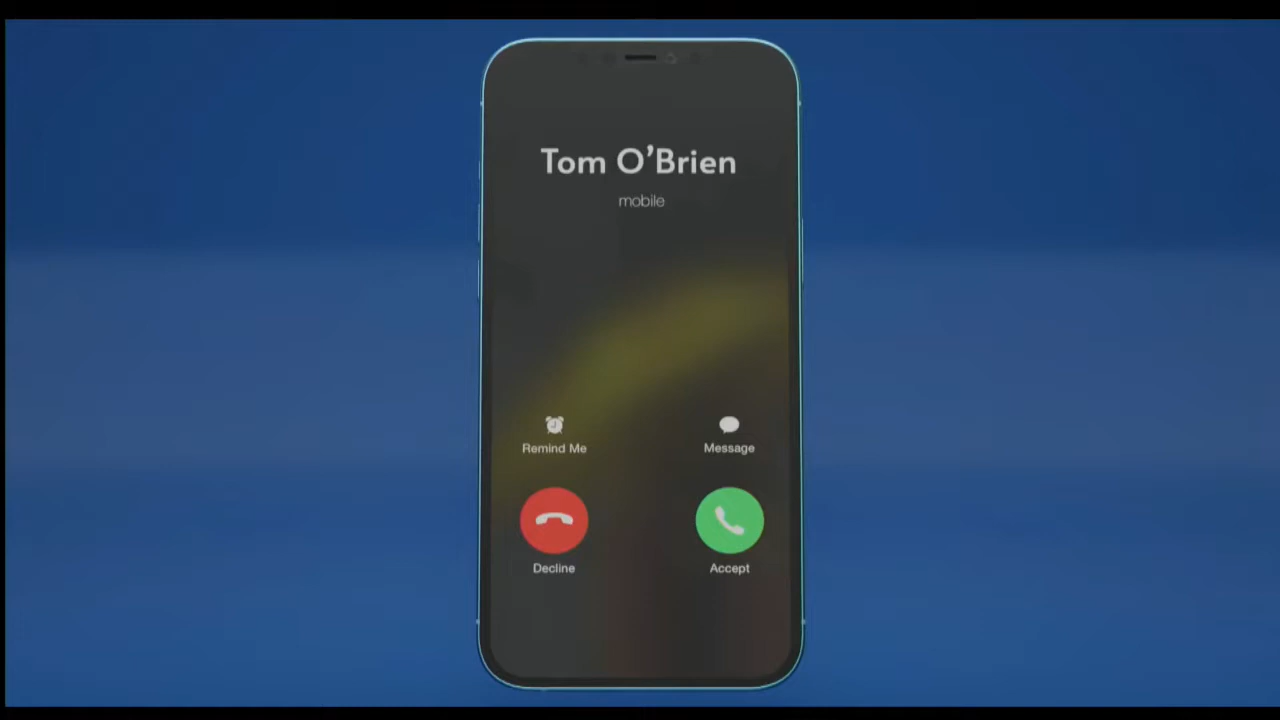 Tom O’Brien
mobile
Remind Me
Message
Decline
Accept